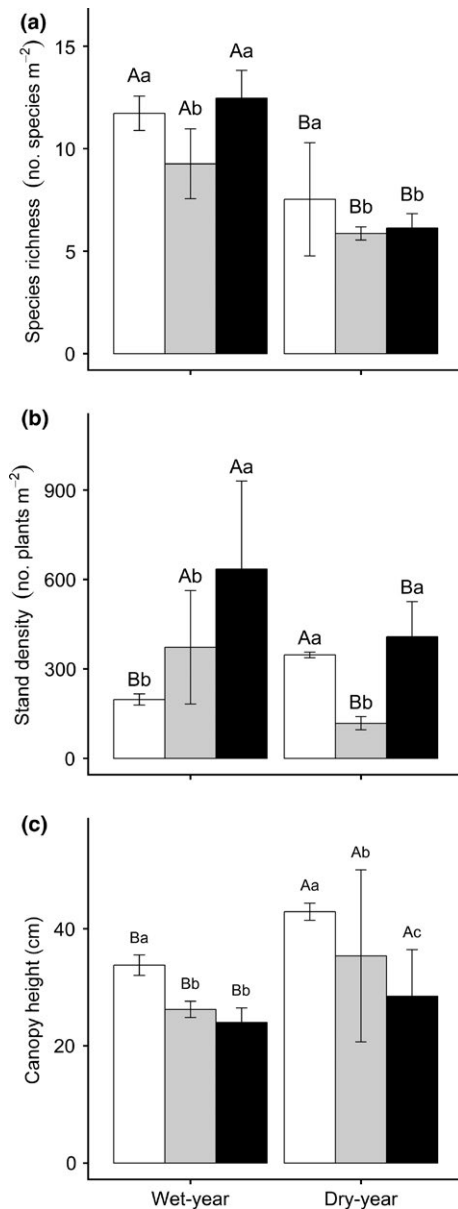 (a)
Species richness (no. species m⁻²)
15
10
5
0
Aa
Ab
Aa
Ba
Bb
Bb
(b)
Stand density (no. plants m⁻²)
900
600
300
0
Bb
Ab
Aa
Aa
Bb
Ba
(c)
Canopy height (cm)
40
20
0
Ba
Bb
Bb
Aa
Ab
Ac
Wet-year
Dry-year